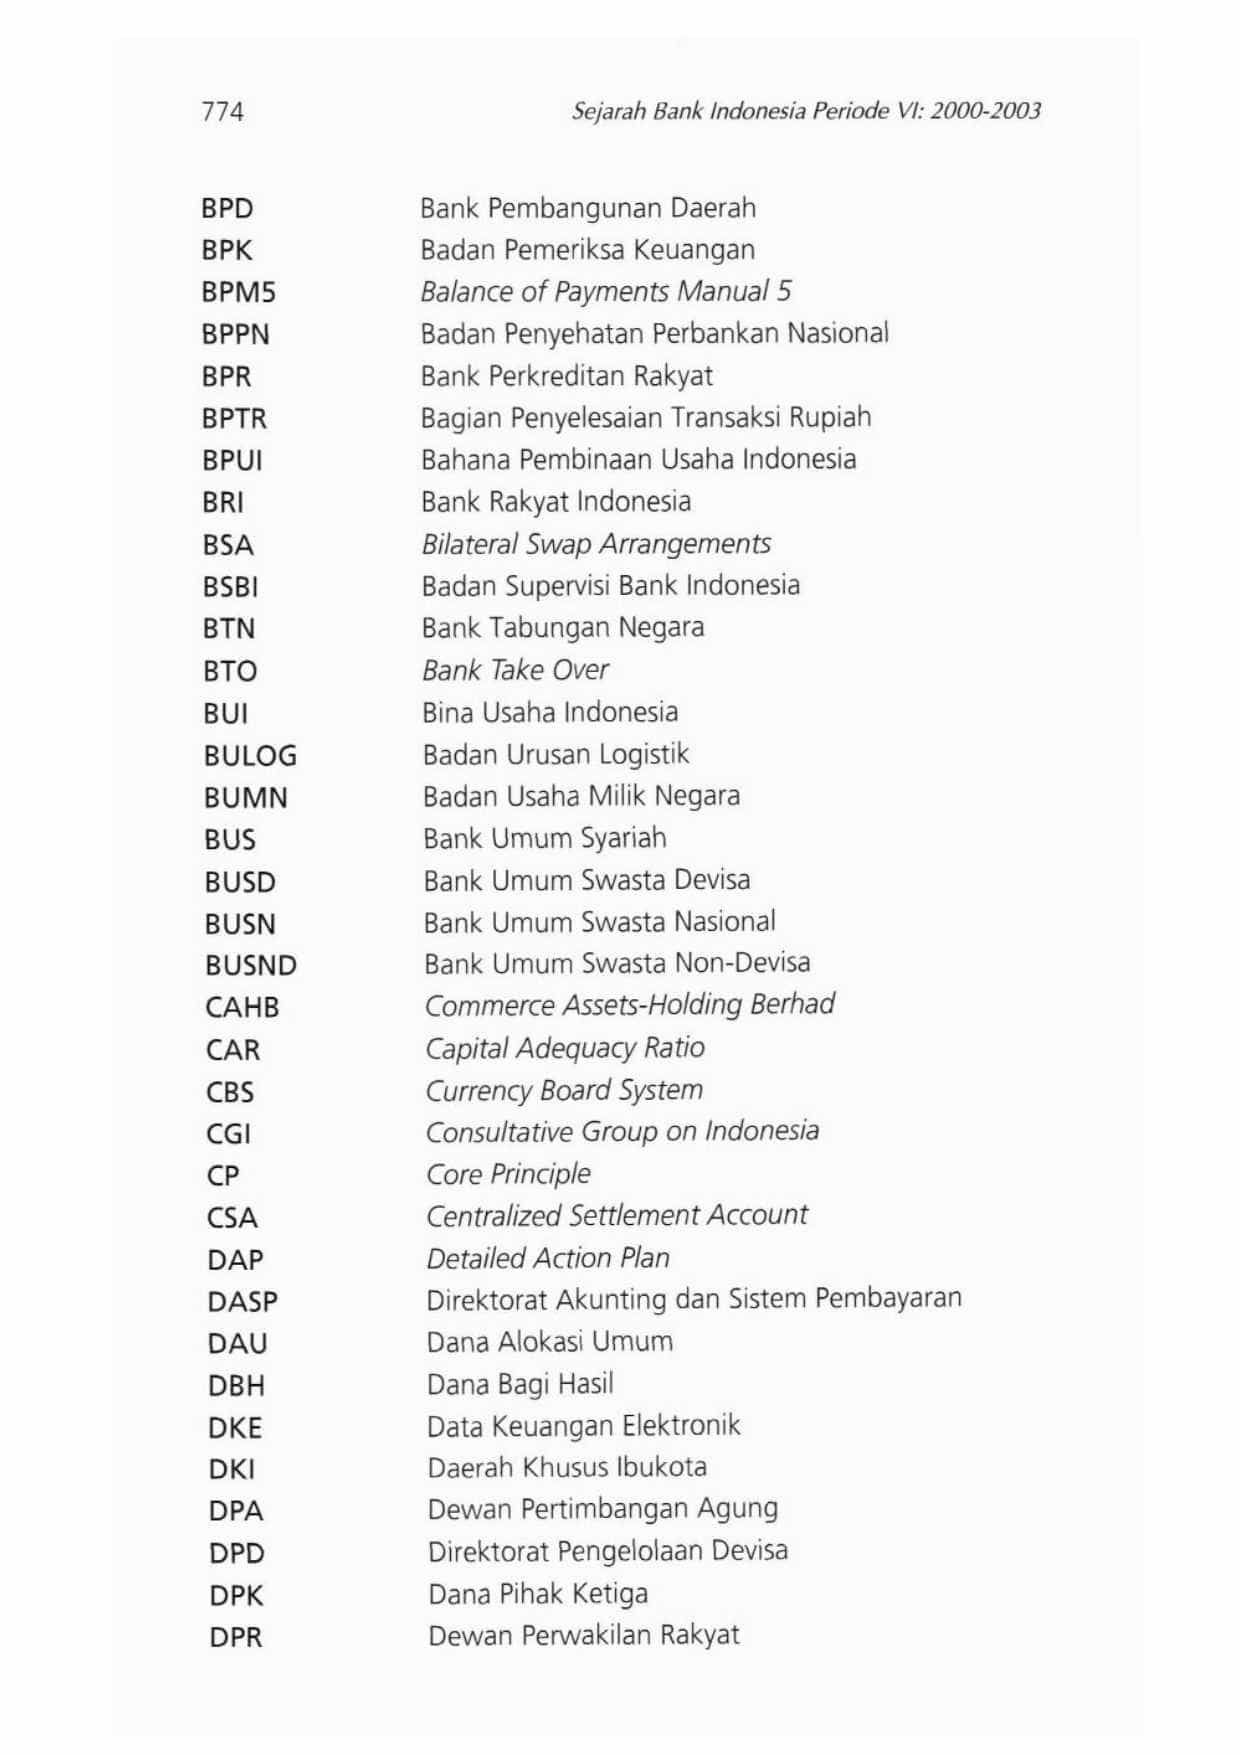 774 Sejarah Bank Indonesia Periode VI: 2000-2003
BPD Bank Pembangunan Daerah
BPK Badan Pemeriksa Keuangan
BPM5 Balance of Payments Manual 5
BPPN Badan Penyehatan Perbankan Nasional
BPR Bank Perkreditan Rakyat
BPTR Bagian Penyelesaian Transaksi Rupiah
BPUI Bahana Pembinaan Usaha Indonesia
BRI Bank Rakyat Indonesia
BSA Bilateral Swap Arrangements
BSBI Badan Supervisi Bank Indonesia
BTN Bank Tabungan Negara
BTO Bank Take Over
BUI Bina Usaha Indonesia
BULOG Badan Urusan Logistik
BUMN Badan Usaha Milik Negara
BUS Bank Umum Syariah
BUSD Bank Umum Swasta Devisa
BUSN Bank Umum Swasta Nasional
BUSND Bank Umum Swasta Non-Devisa
CAHB Commerce Assets-Holding Berhad
CAR Capital Adequacy Ratio
CBS Currency Board System
CGI Consultative Group on Indonesia
CP Core Principle
CSA Centralized Settlement Account
DAP Detailed Action Plan
DASP Direktorat Akunting dan Sistem Pembayaran
DAU Dana Alokasi Umum
DBH Dana Bagi Hasil
DKE Data Keuangan Elektronik
DKI Daerah Khusus Ibukota
DPA Dewan Pertimbangan Agung
DPD Direktorat Pengelolaan Devisa
DPK Dana Pihak Ketiga
DPR Dewan Perwakilan Rakyat